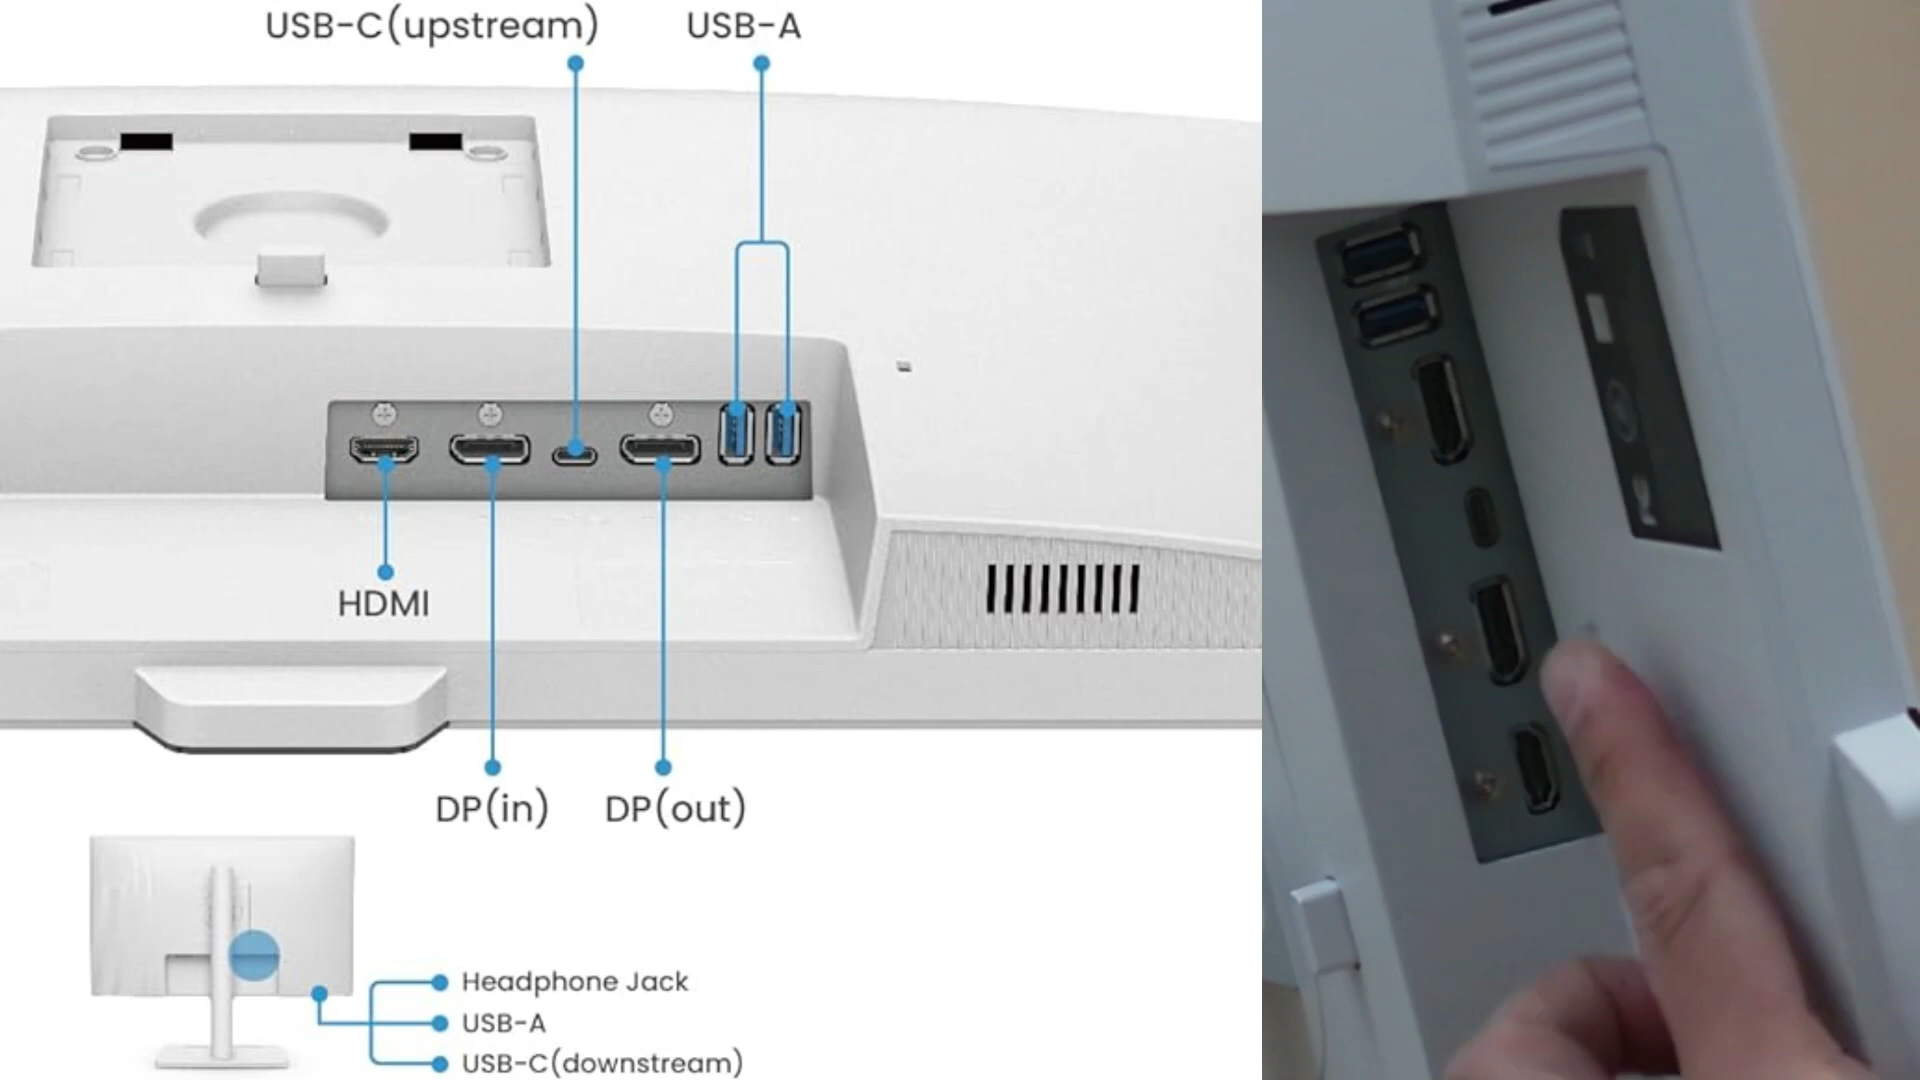 USB-C(upstream)
USB-A
HDMI
DP(in)
DP(out)
Headphone Jack
USB-A
USB-C(downstream)